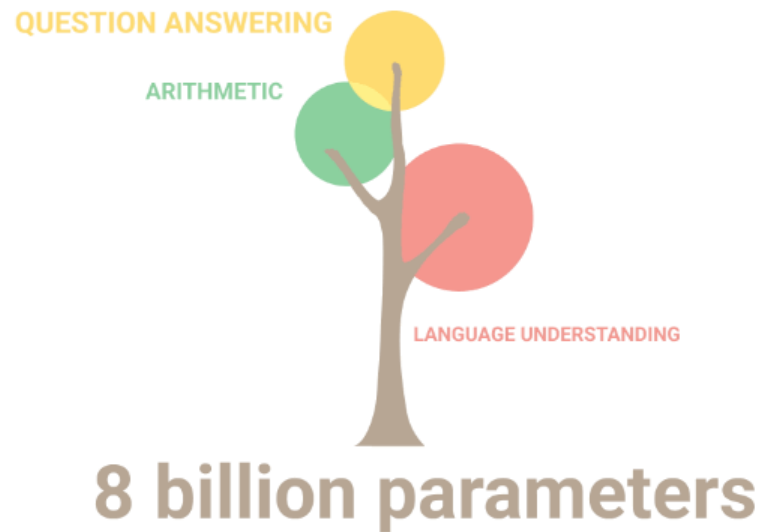 QUESTION ANSWERING
ARITHMETIC
LANGUAGE UNDERSTANDING
8 billion parameters